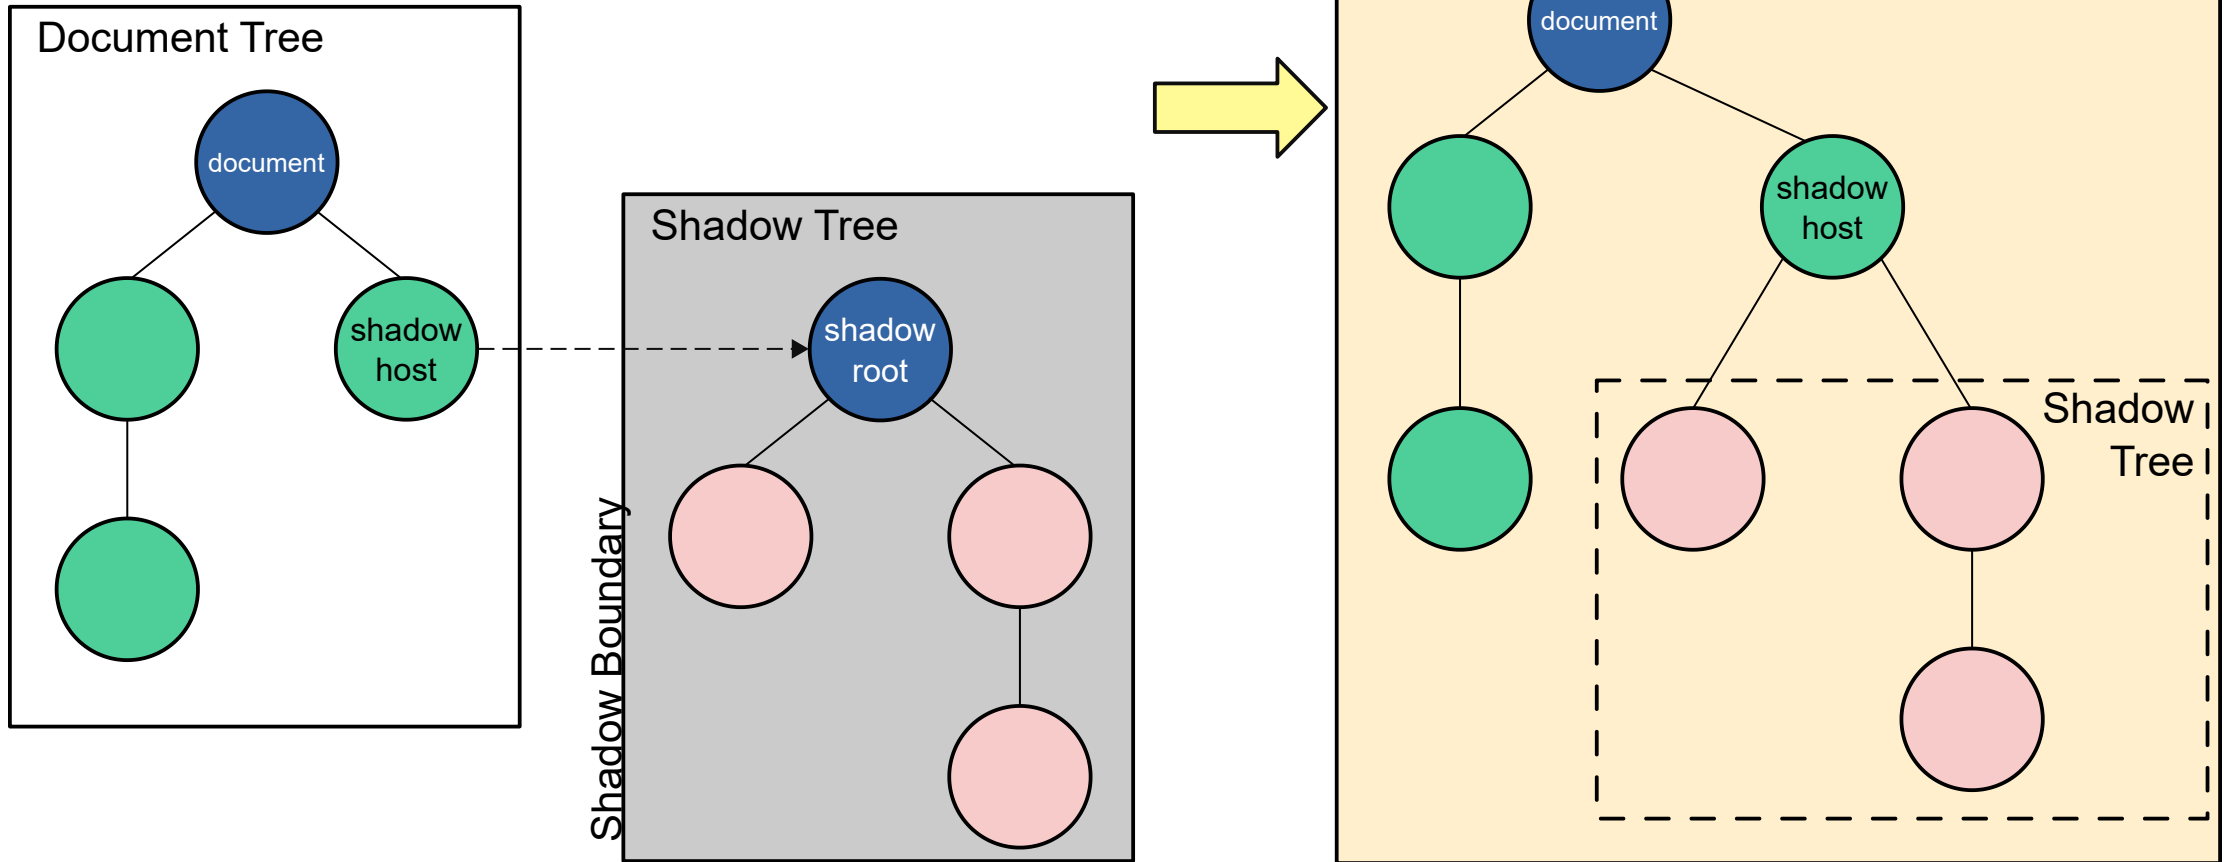 Document Tree
document
shadow
host
Shadow Tree
shadow
root
Shadow Boundary
document
shadow
host
Shadow
Tree